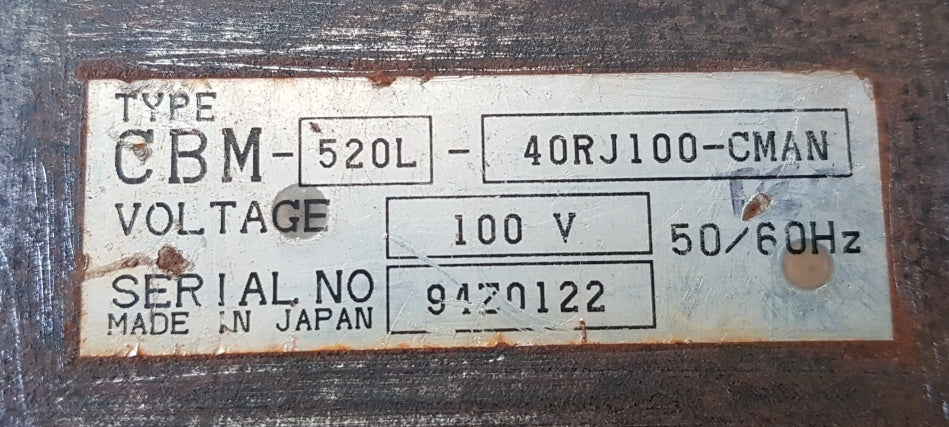 TYPE
CBM-520L - 40RJ100-CMAN
VOLTAGE 100 V 50/60Hz
SERIAL NO 94Z0122
MADE IN JAPAN